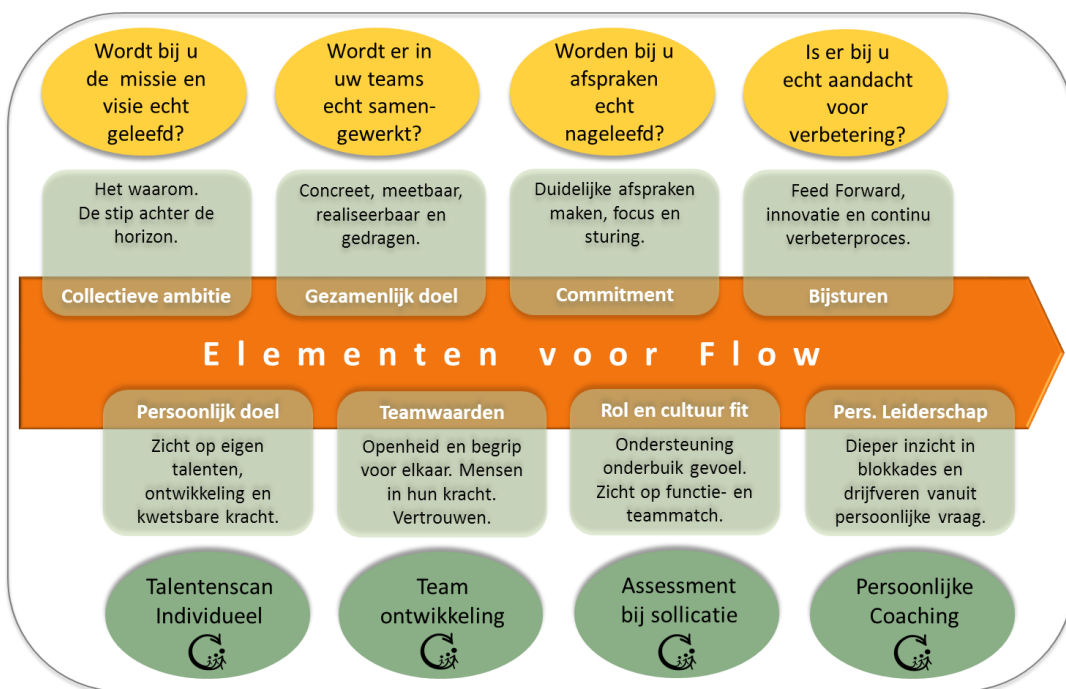 Wordt bij u
de missie en
visie echt
geleefd?
Wordt er in
uw teams
echt samen-
gewerkt?
Worden bij u
afspraken
echt
nageleefd?
Is er bij u
echt aandacht
voor
verbetering?
Het waarom.
De stip achter de
horizon.
Collectieve ambitie
Concreet, meetbaar,
realiseerbaar en
gedragen.
Gezamenlijk doel
Duidelijke afspraken
maken, focus en
sturing.
Commitment
Feed Forward,
innovatie en continu
verbeterproces.
Bijsturen
Elementen voor Flow
Persoonlijk doel
Zicht op eigen
talenten,
ontwikkeling en
kwetsbare kracht.
Teamwaarden
Openheid en begrip
voor elkaar. Mensen
in hun kracht.
Vertrouwen.
Rol en cultuur fit
Ondersteuning
onderbuik gevoel.
Zicht op functie- en
teammatch.
Pers. Leiderschap
Dieper inzicht in
blokkades en
drijfveren vanuit
persoonlijke vraag.
Talentenscan
Individueel
Team
ontwikkeling
Assessment
bij sollicatie
Persoonlijke
Coaching